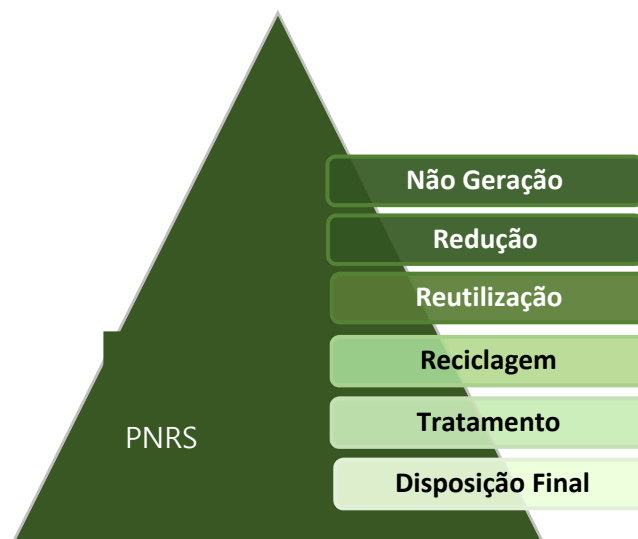 Não Geração
Redução
Reutilização
Reciclagem
Tratamento
PNRS
Disposição Final